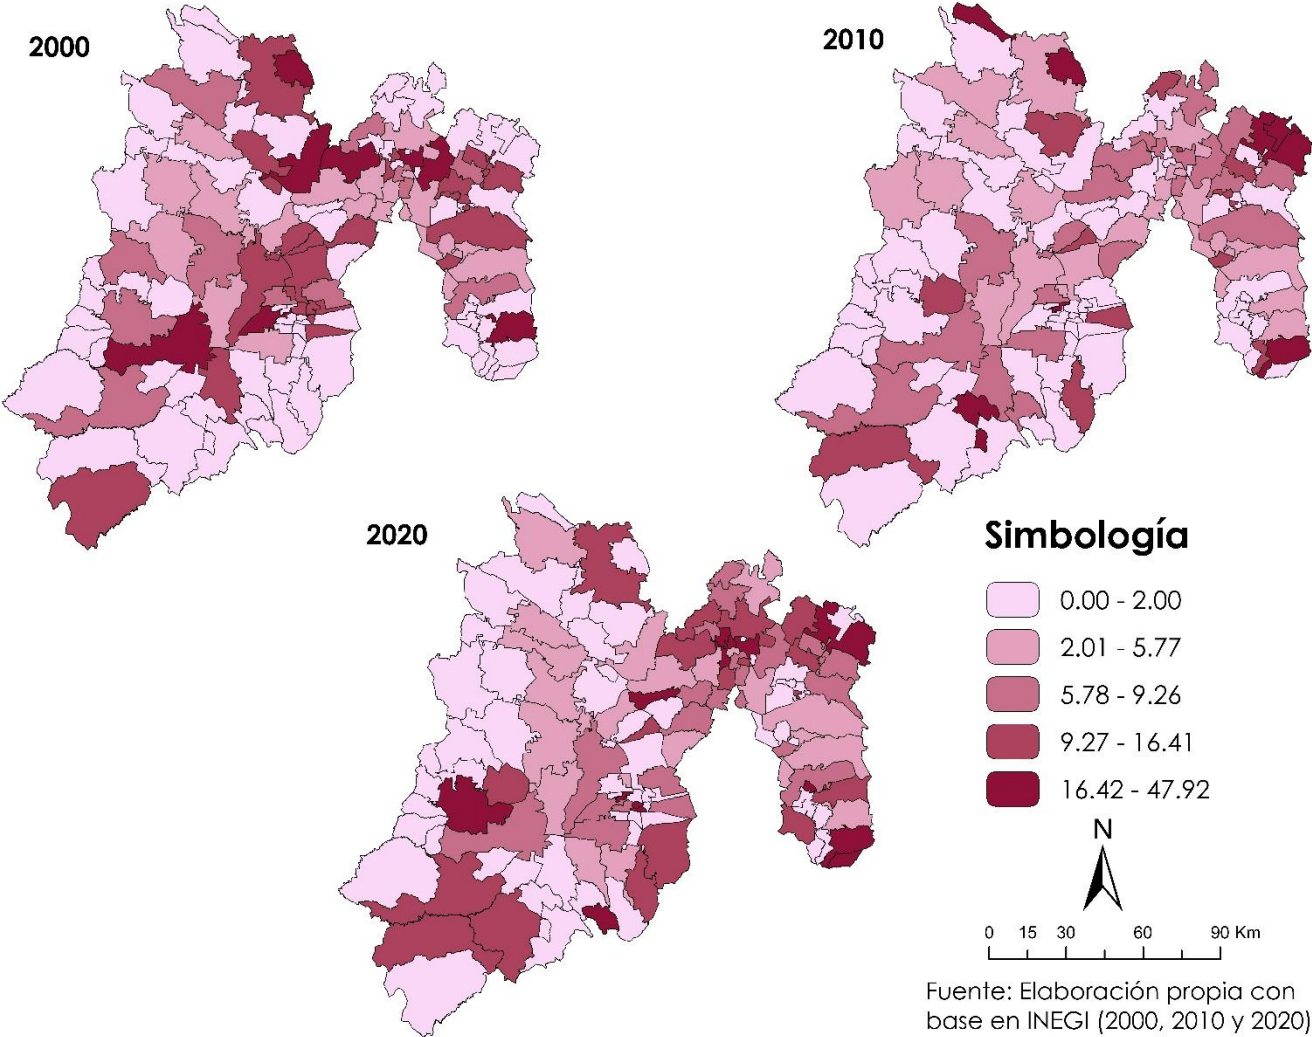 2000
2010
2020
Simbología
0.00 - 2.00
2.01 - 5.77
5.78 - 9.26
9.27 - 16.41
16.42 - 47.92
N
0 15 30 60 90 Km
Fuente: Elaboración propia con
base en INEGI (2000, 2010 y 2020)